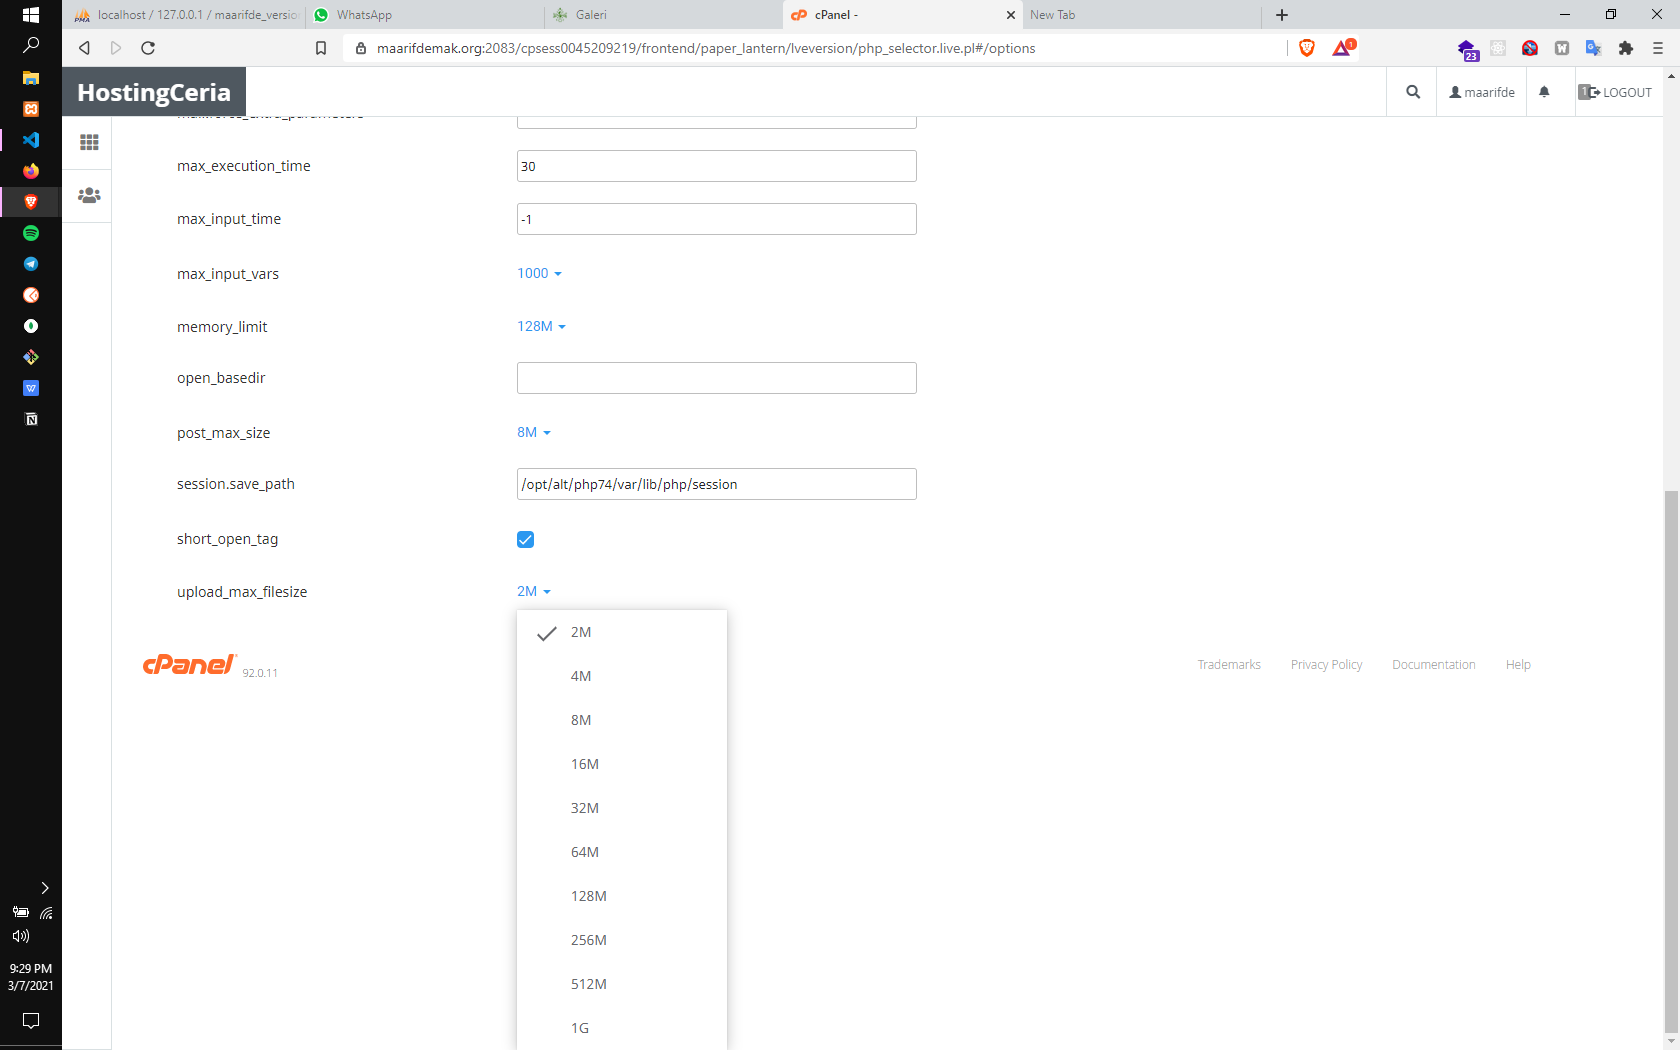 localhost / 127.0.0.1 / maarifde_versio
WhatsApp
Galeri
cPanel -
New Tab
maarifdemak.org:2083/cpsess0045209219/frontend/paper_lantern/lveversion/php_selector.live.pl#/options
1
23
HostingCeria
maarifde
1
LOGOUT
max_execution_time
30
max_input_time
-1
max_input_vars
1000
memory_limit
128M
open_basedir
post_max_size
8M
session.save_path
/opt/alt/php74/var/lib/php/session
short_open_tag
upload_max_filesize
2M
2M
4M
8M
16M
32M
64M
128M
256M
512M
1G
cPanel 92.0.11
Trademarks
Privacy Policy
Documentation
Help
9:29 PM
3/7/2021